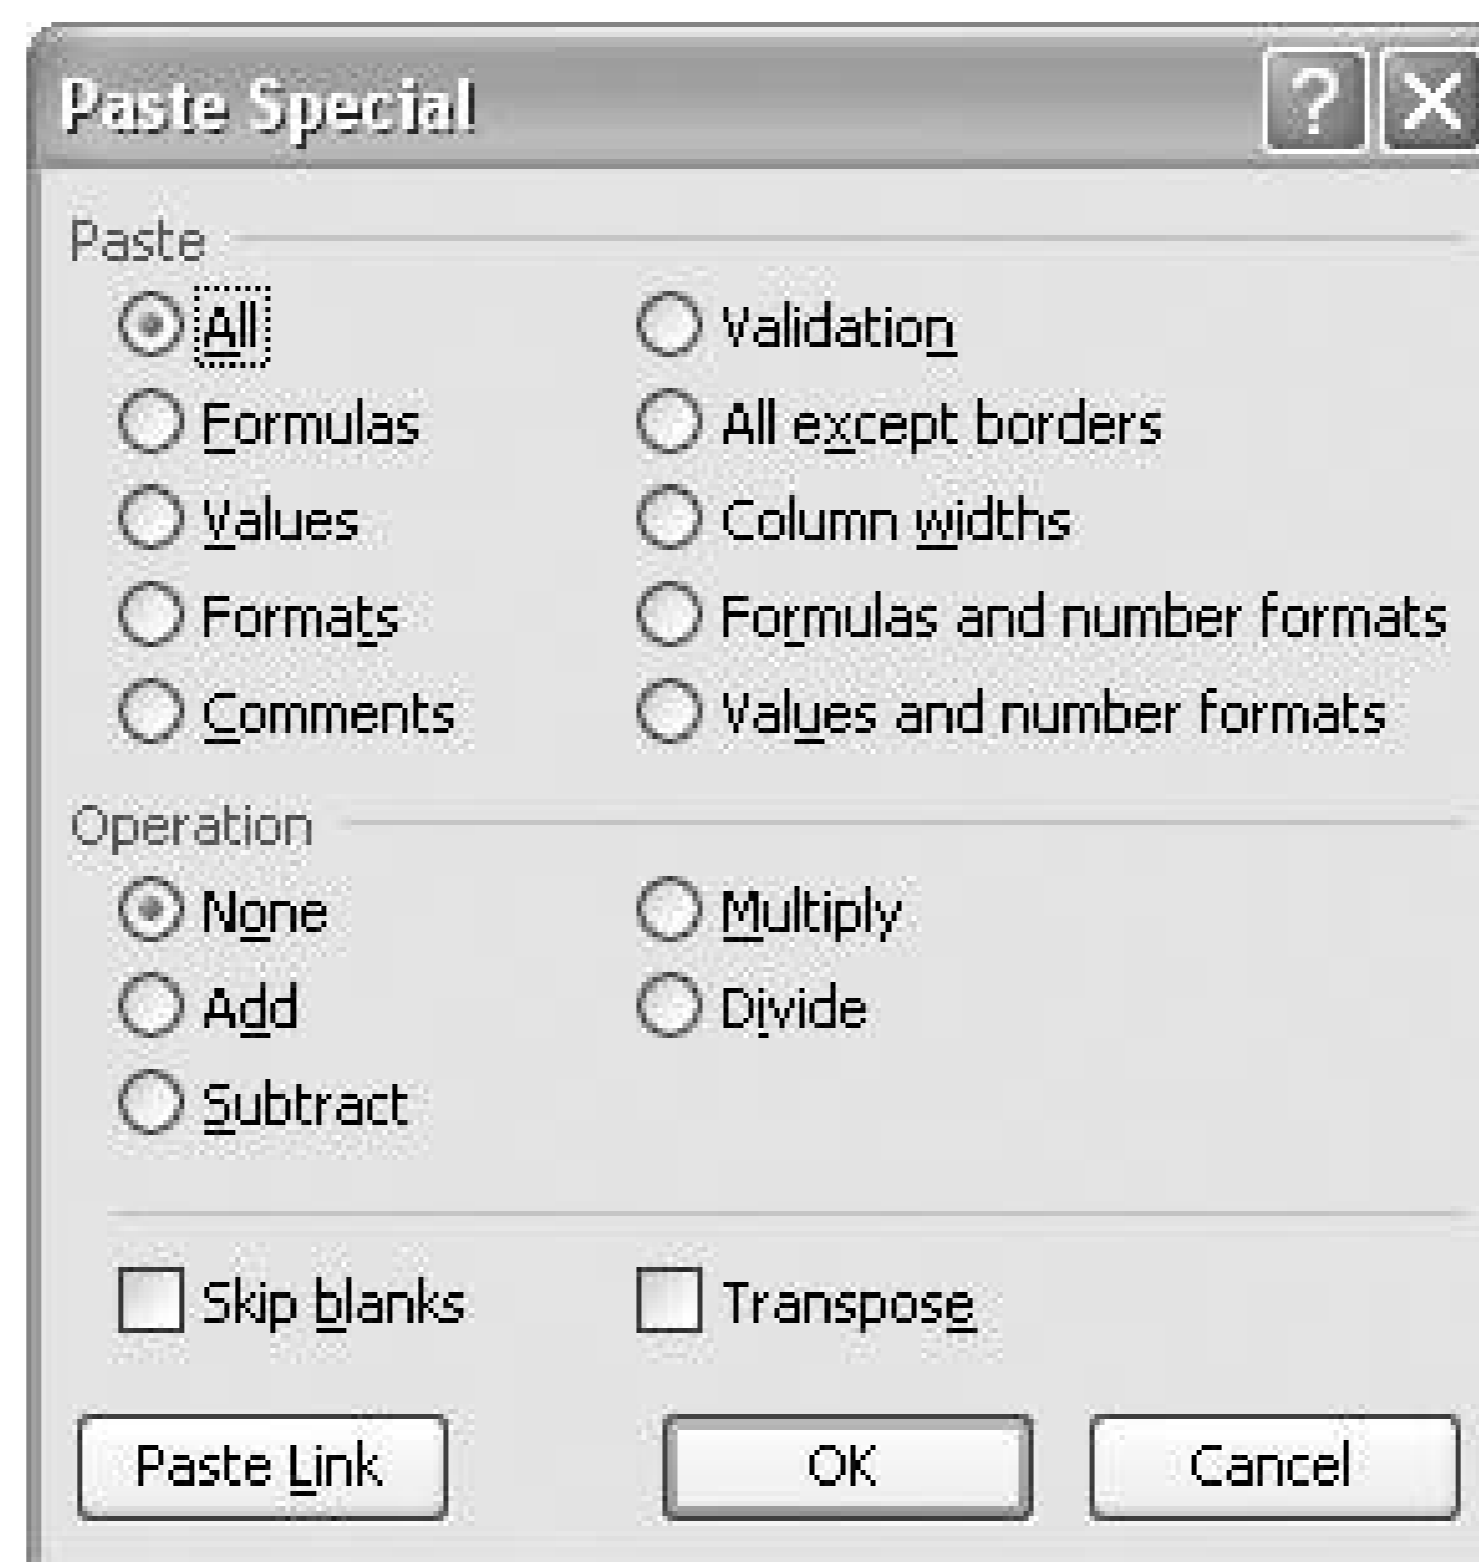 Paste Special
Paste
All
Validation
Formulas
All except borders
Values
Column widths
Formats
Formulas and number formats
Comments
Values and number formats
Operation
None
Multiply
Add
Divide
Subtract
Skip blanks
Transpose
Paste Link
OK
Cancel